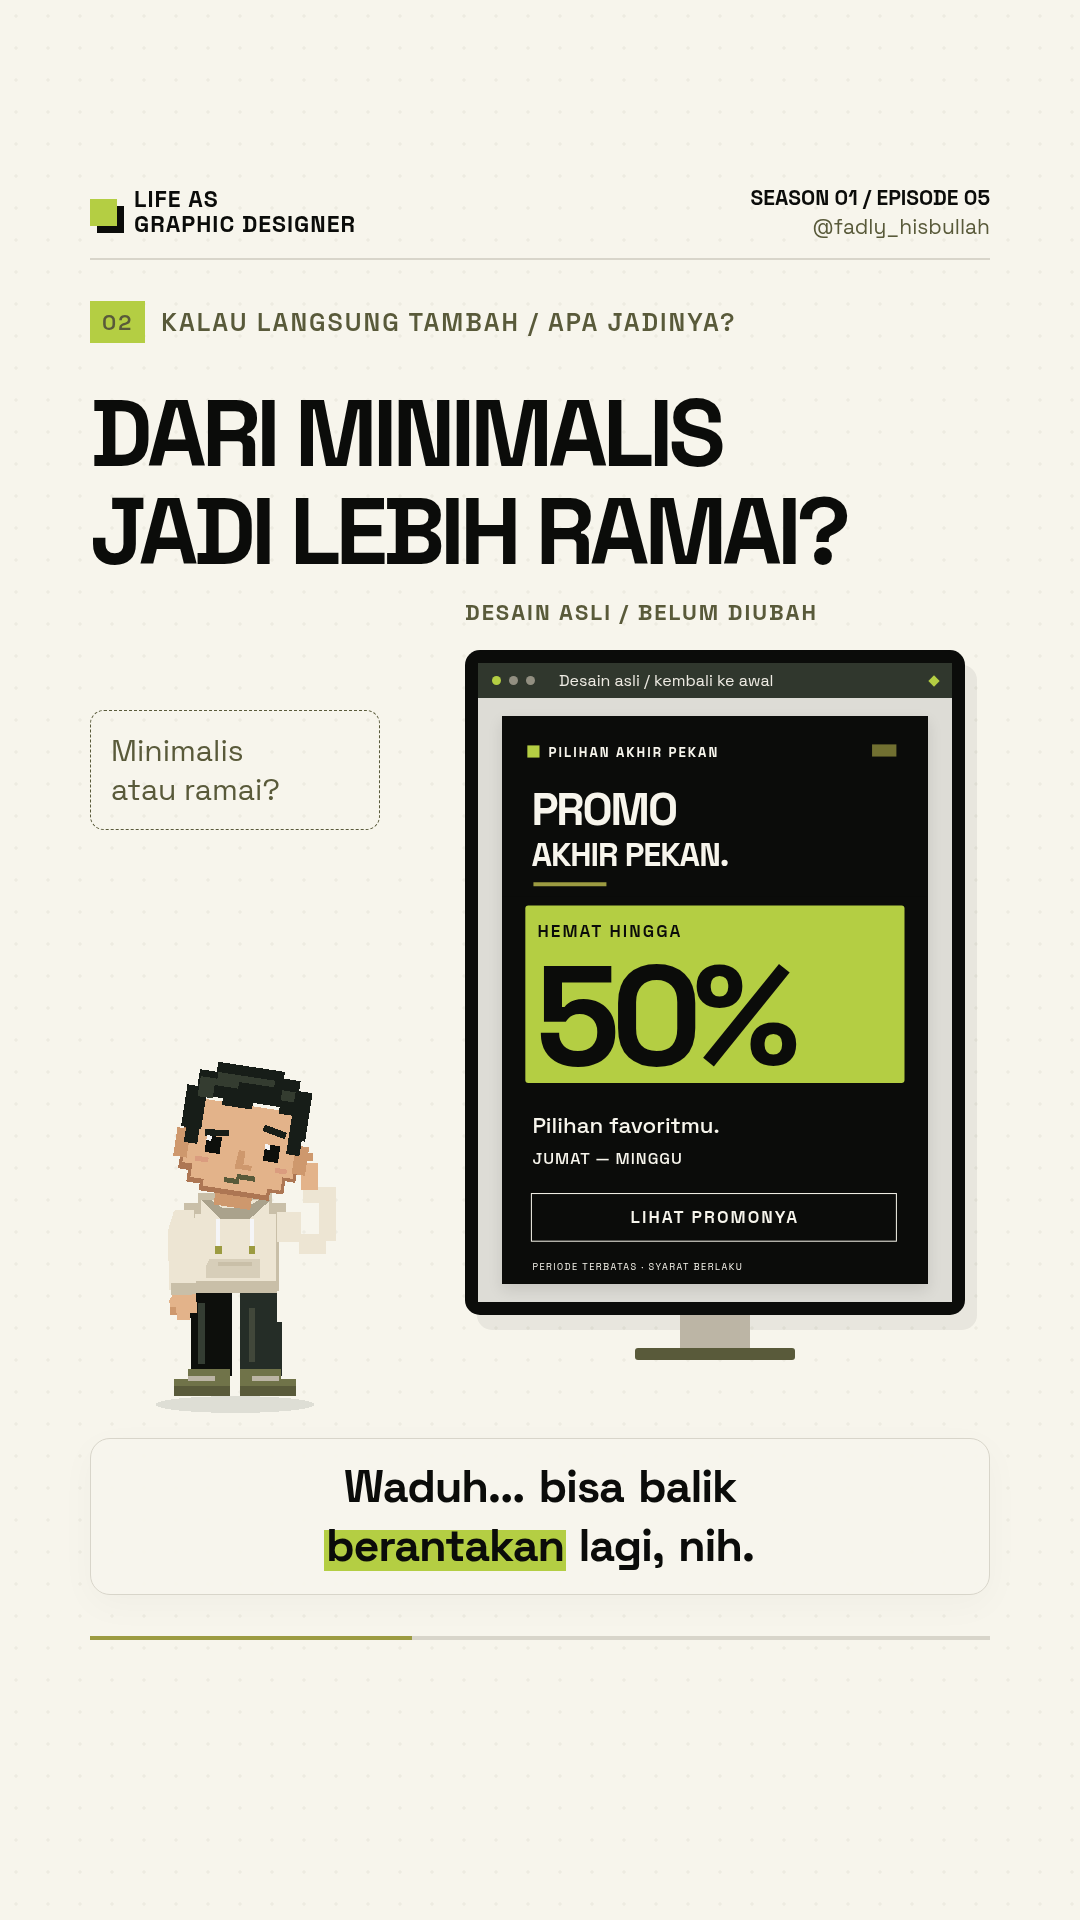 LIFE AS
GRAPHIC DESIGNER
SEASON 01 / EPISODE 05
@fadly_hisbullah
02 KALAU LANGSUNG TAMBAH / APA JADINYA?
DARI MINIMALIS
JADI LEBIH RAMAI?
DESAIN ASLI / BELUM DIUBAH
Minimalis
atau ramai?
Desain asli / kembali ke awal
PILIHAN AKHIR PEKAN
PROMO
AKHIR PEKAN.
HEMAT HINGGA
50%
Pilihan favoritmu.
JUMAT — MINGGU
LIHAT PROMONYA
PERIODE TERBATAS · SYARAT BERLAKU
Waduh... bisa balik
berantakan lagi, nih.